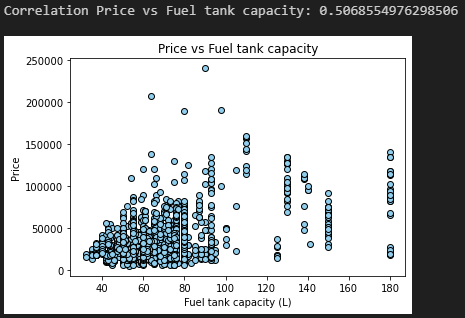 Correlation Price vs Fuel tank capacity: 0.5068554976298506
Price vs Fuel tank capacity
250000
200000
150000
100000
50000
0
Price
40 60 80 100 120 140 160 180
Fuel tank capacity (L)